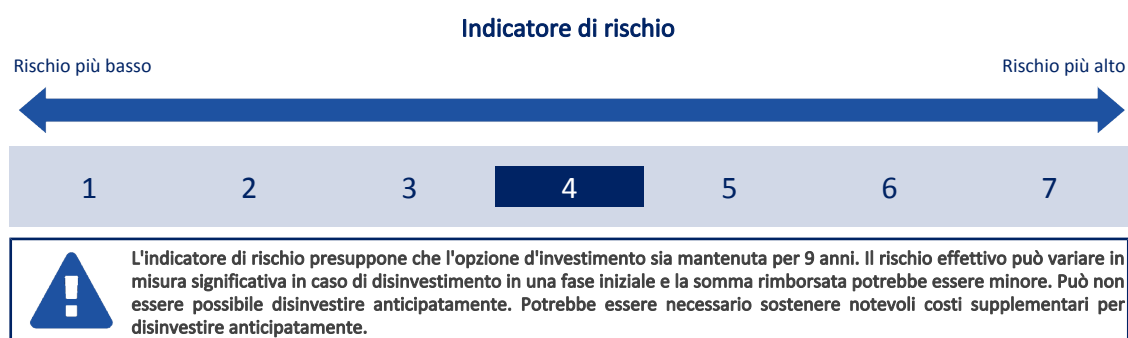 Indicatore di rischio
Rischio più basso
Rischio più alto
1 2 3 4 5 6 7
L'indicatore di rischio presuppone che l'opzione d'investimento sia mantenuta per 9 anni. Il rischio effettivo può variare in
misura significativa in caso di disinvestimento in una fase iniziale e la somma rimborsata potrebbe essere minore. Può non
essere possibile disinvestire anticipatamente. Potrebbe essere necessario sostenere notevoli costi supplementari per
disinvestire anticipatamente.